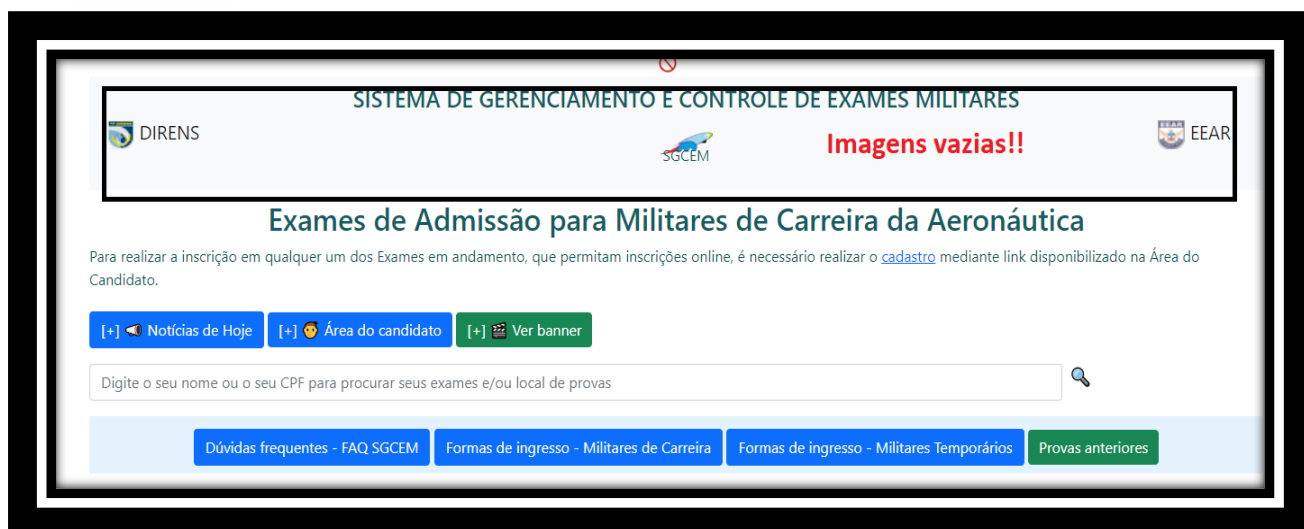 SISTEMA DE GERENCIAMENTO E CONTROLE DE EXAMES MILITARES
DIRENS
SGCEM
Imagens vazias!!
EEAR
Exames de Admissão para Militares de Carreira da Aeronáutica
Para realizar a inscrição em qualquer um dos Exames em andamento, que permitam inscrições online, é necessário realizar o cadastro mediante link disponibilizado na Área do
Candidato.
[+] Notícias de Hoje [+] Área do candidato [+] Ver banner
Digite o seu nome ou o seu CPF para procurar seus exames e/ou local de provas
Dúvidas frequentes - FAQ SGCEM Formas de ingresso - Militares de Carreira Formas de ingresso - Militares Temporários Provas anteriores